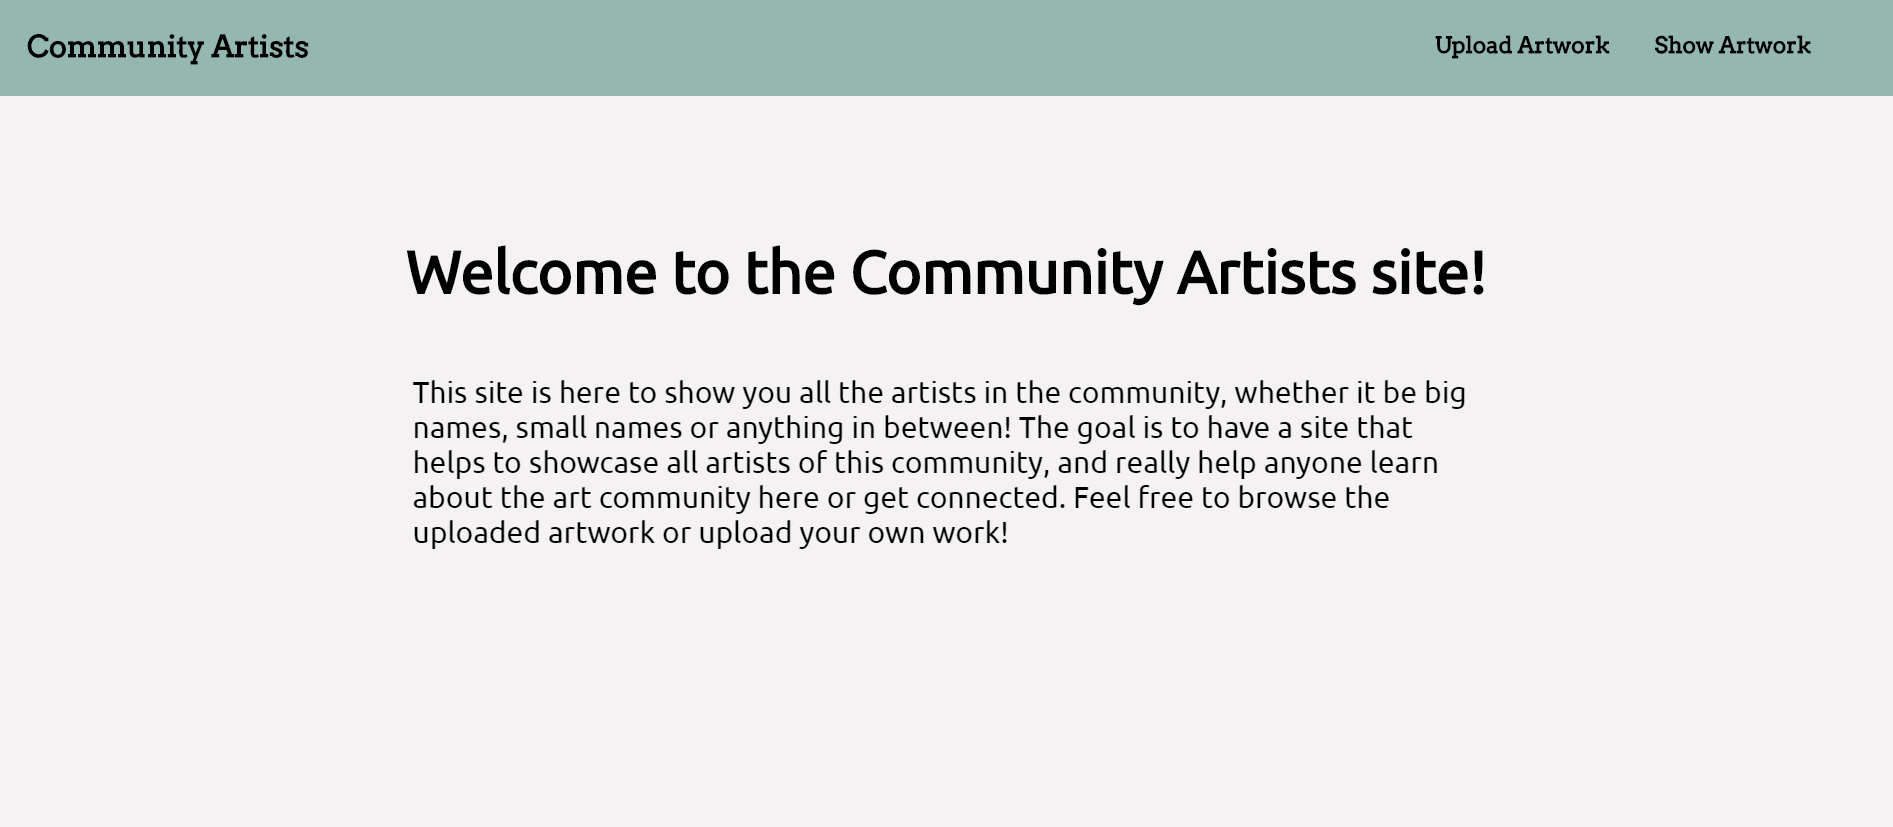 Community Artists
Upload Artwork
Show Artwork
Welcome to the Community Artists site!
This site is here to show you all the artists in the community, whether it be big
names, small names or anything in between! The goal is to have a site that
helps to showcase all artists of this community, and really help anyone learn
about the art community here or get connected. Feel free to browse the
uploaded artwork or upload your own work!